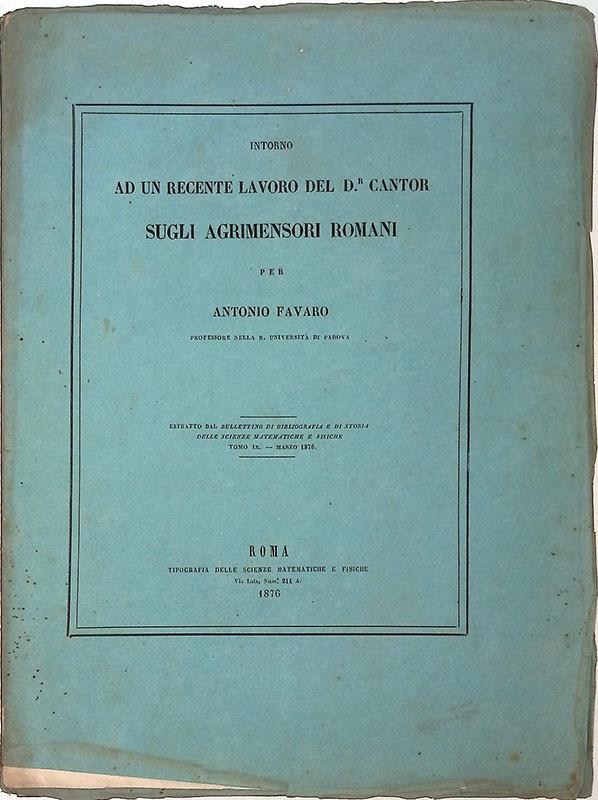 INTORNO
AD UN RECENTE LAVORO DEL D.R CANTOR
SUGLI AGRIMENSORI ROMANI
PER
ANTONIO FAVARO
PROFESSORE NELLA R. UNIVERSITÀ DI PADOVA
ESTRATTO DAL BULLETTINO DI BIBLIOGRAFIA E DI STORIA
DELLE SCIENZE MATEMATICHE E FISICHE
TOMO IX. — MARZO 1876.
ROMA
TIPOGRAFIA DELLE SCIENZE MATEMATICHE E FISICHE
Via Lata, Num.º 211 A.
1876